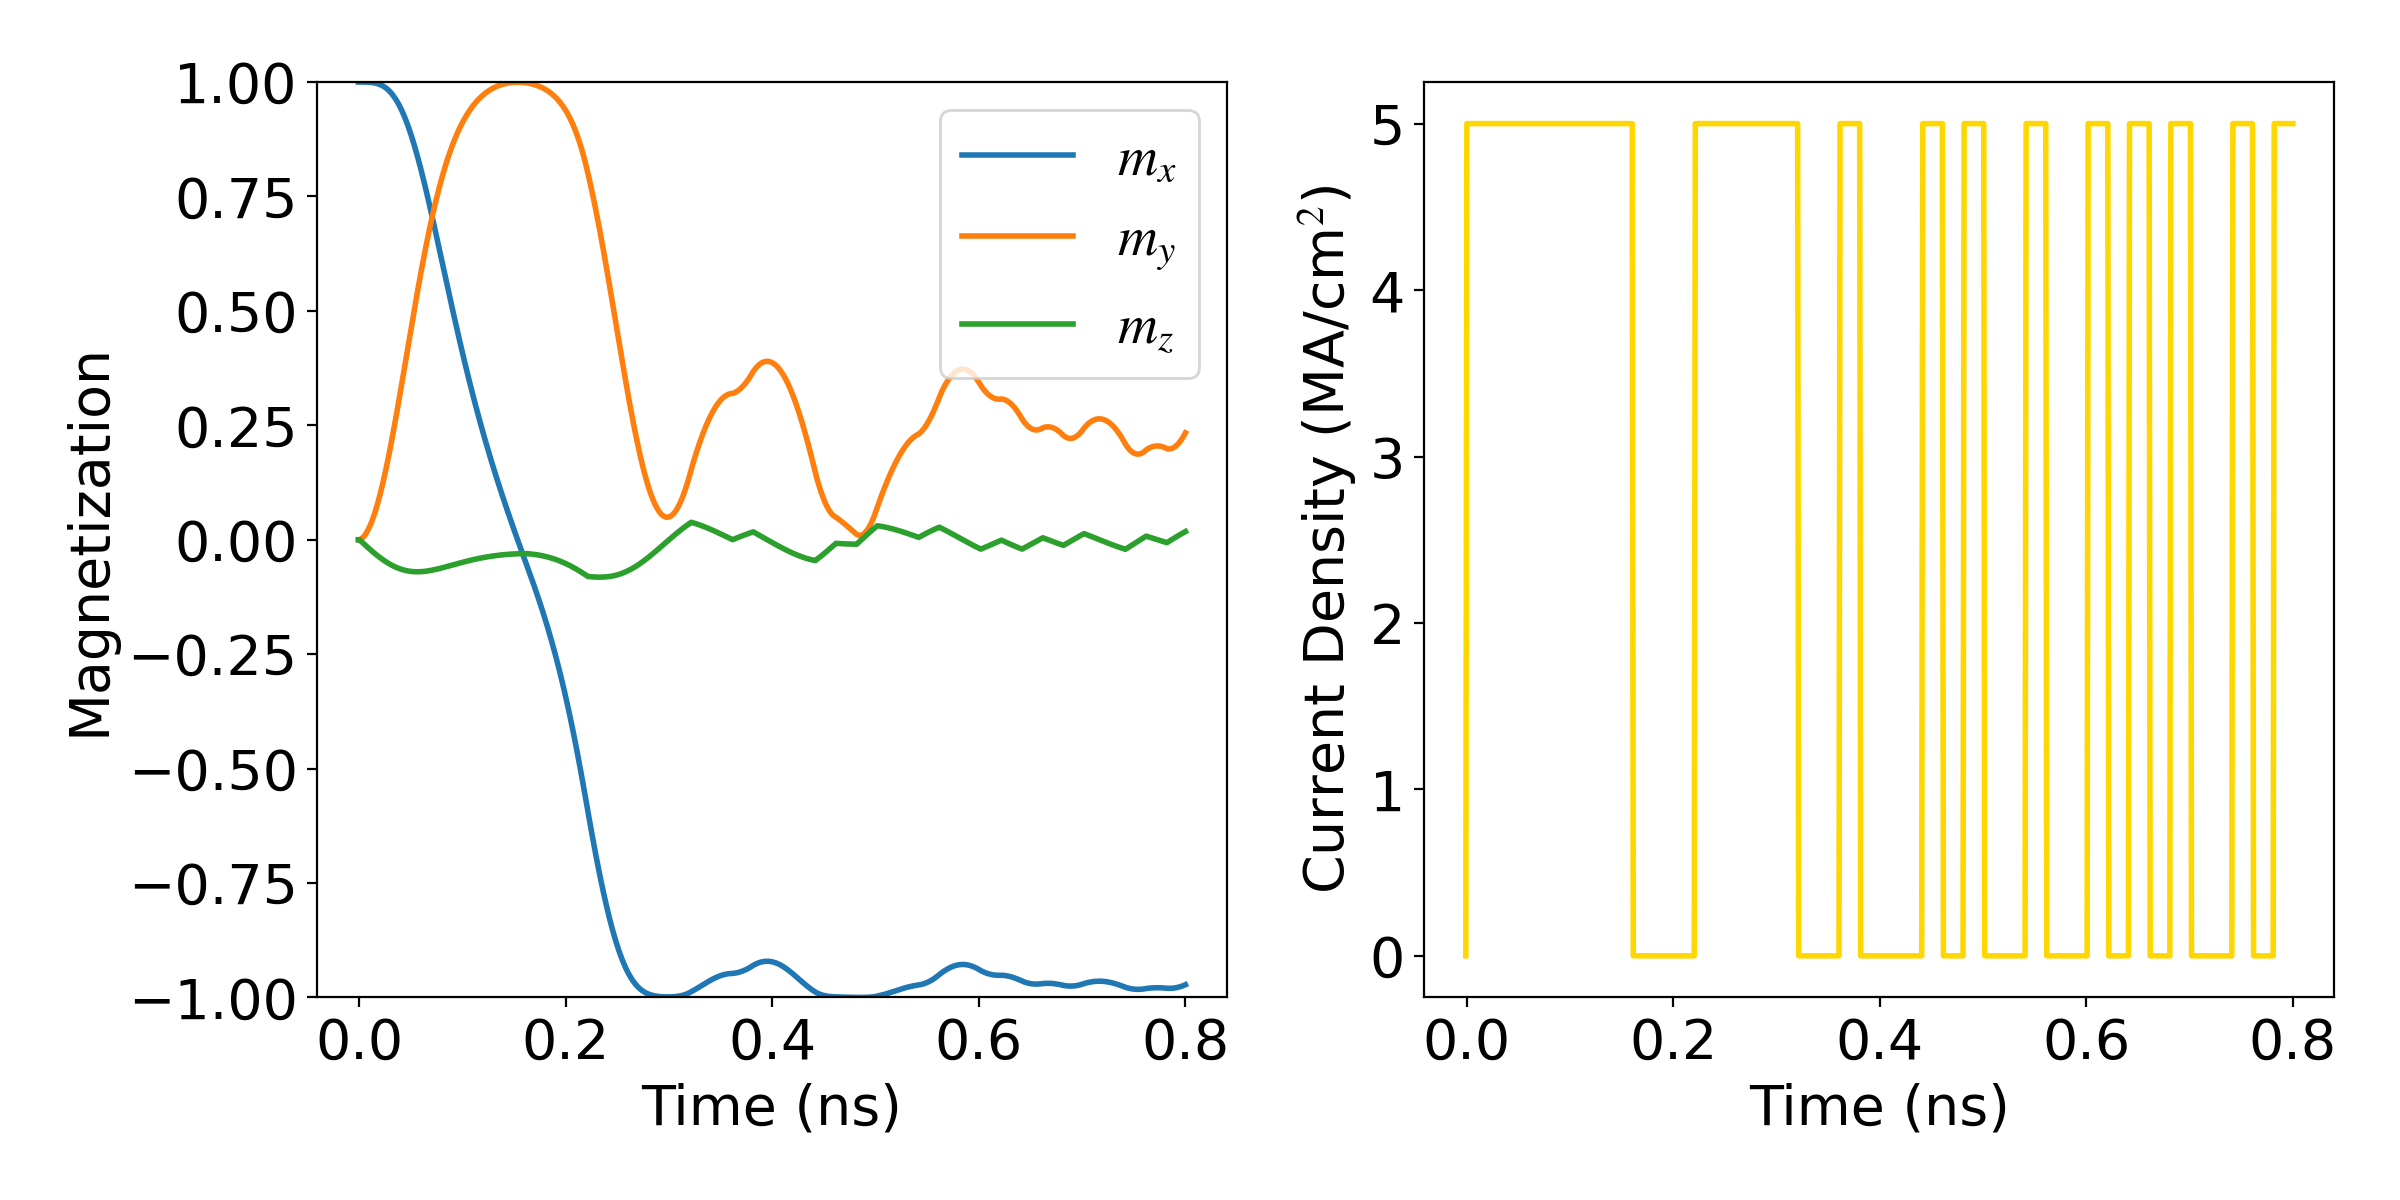 1.00
0.75
0.50
0.25
0.00
−0.25
−0.50
−0.75
−1.00
Magnetization
0.0 0.2 0.4 0.6 0.8
Time (ns)
m_x
m_y
m_z
5
4
3
2
1
0
Current Density (MA/cm²)
0.0 0.2 0.4 0.6 0.8
Time (ns)